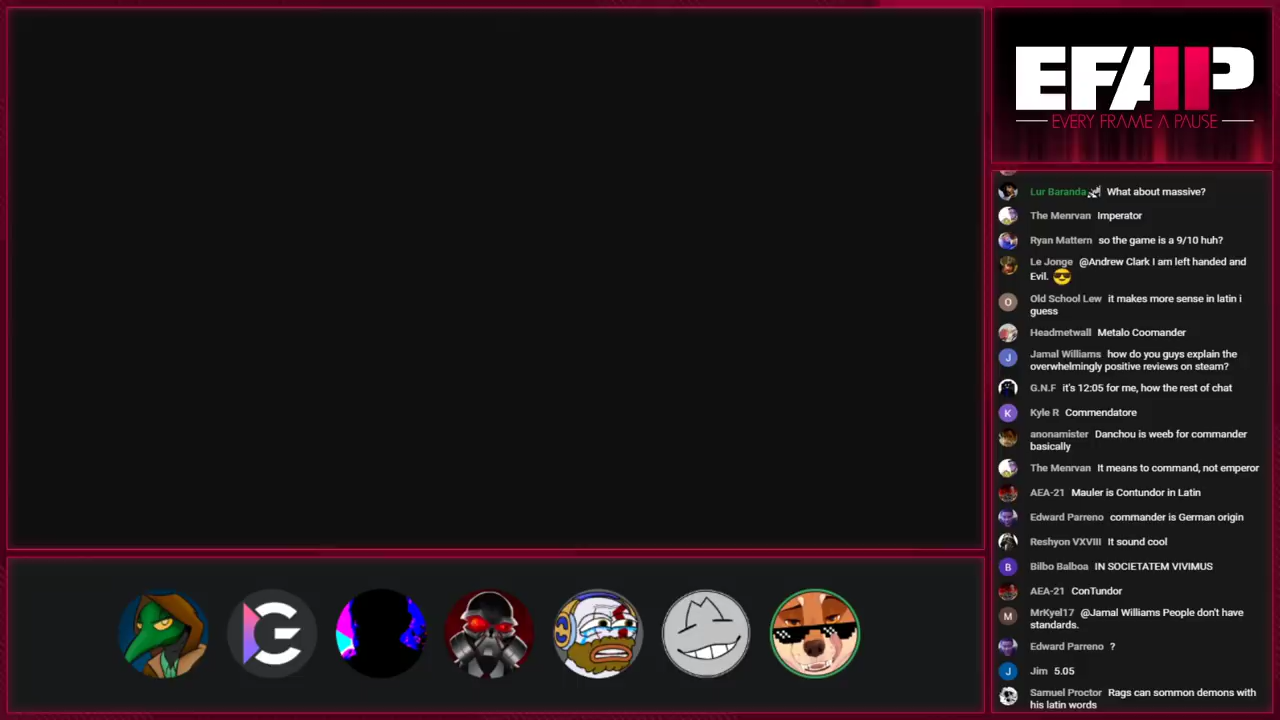 EFAP
EVERY FRAME A PAUSE
Lur Baranda What about massive?
The Menrvan Imperator
Ryan Mattern so the game is a 9/10 huh?
Le Jonge @Andrew Clark I am left handed and
Evil. 😎
Old School Lew it makes more sense in latin i
guess
Headmetwall Metalo Coomander
Jamal Williams how do you guys explain the
overwhelmingly positive reviews on steam?
G.N.F it's 12:05 for me, how the rest of chat
Kyle R Commendatore
anonamister Danchou is weeb for commander
basically
The Menrvan It means to command, not emperor
AEA-21 Mauler is Contundor in Latin
Edward Parreno commander is German origin
Reshyon VXVIII It sound cool
Bilbo Balboa IN SOCIETATEM VIVIMUS
AEA-21 ConTundor
MrKyel17 @Jamal Williams People don't have
standards.
Edward Parreno ?
Jim 5.05
Samuel Proctor Rags can sommon demons with
his latin words